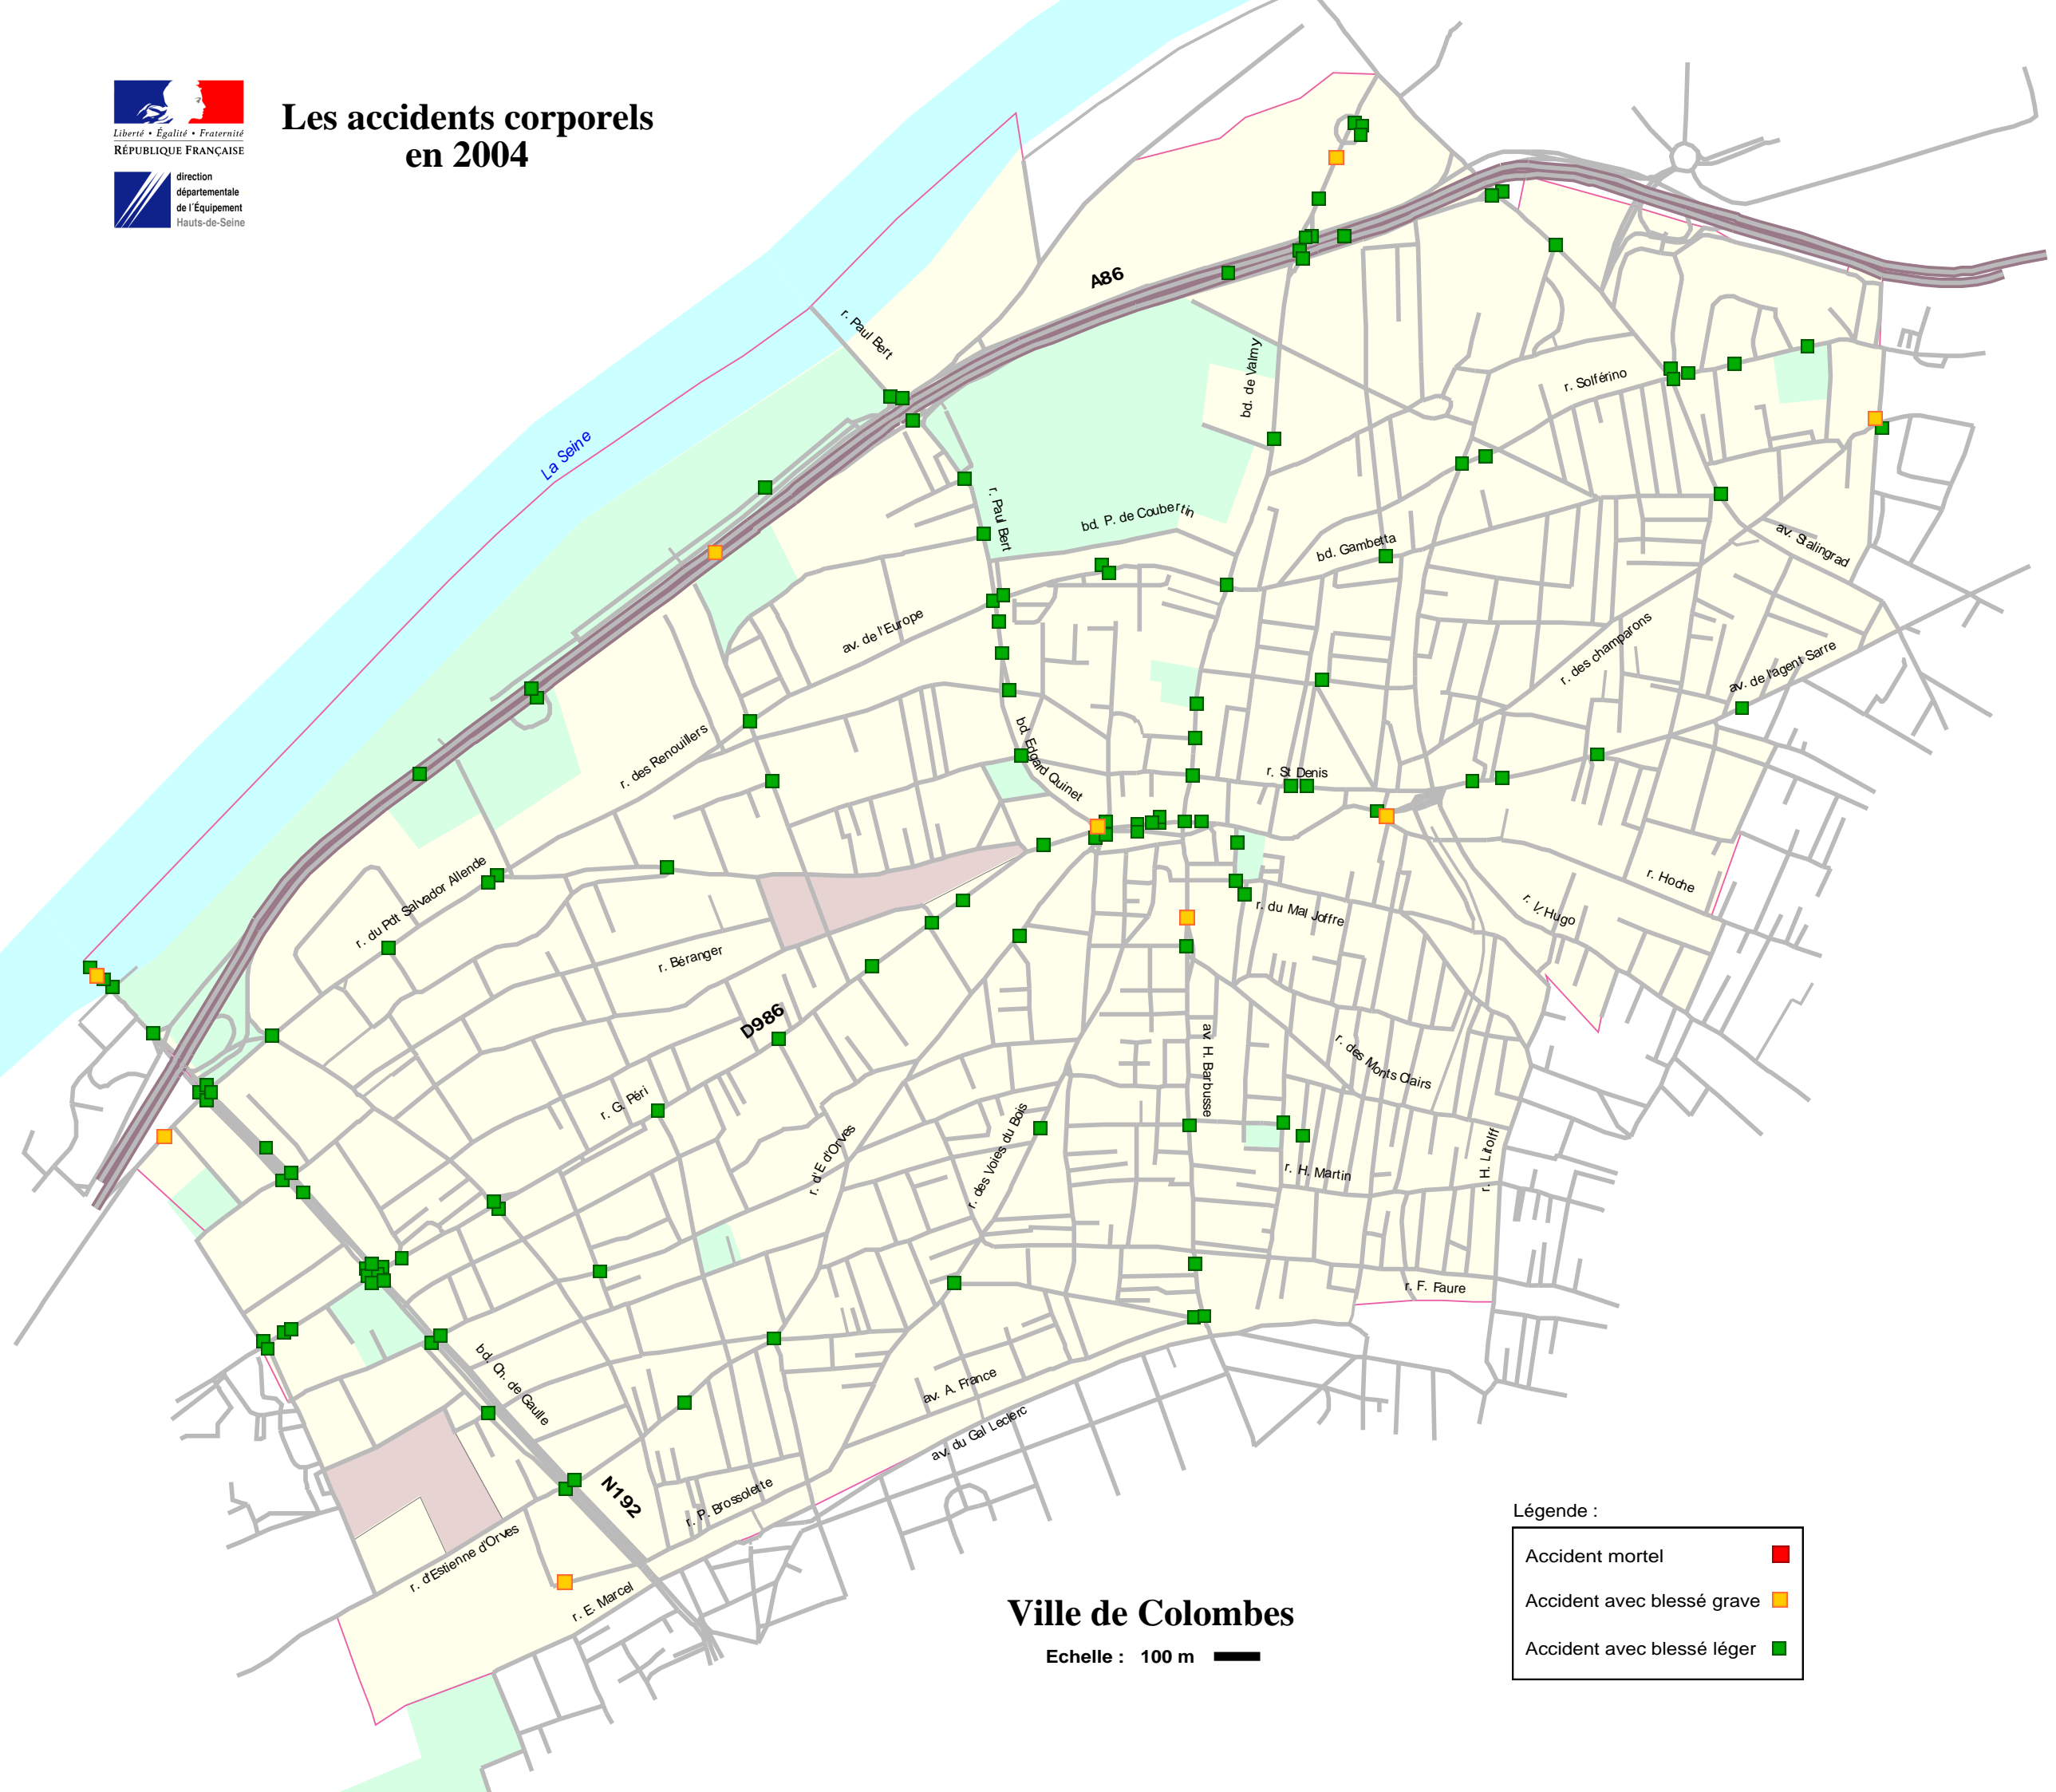 Liberté • Égalité • Fraternité
RÉPUBLIQUE FRANÇAISE
direction
départementale
de l'Équipement
Hauts-de-Seine
Les accidents corporels
en 2004
La Seine
r. Paul Bert
A86
bd. de Valmy
r. Solférino
r. Paul Bert
bd. P. de Coubertin
bd. Gambetta
av. Stalingrad
av. de l'Europe
r. des champarons
av. de l'agent Sarre
r. des Renouillers
bd. Edgard Quinet
r. St Denis
r. du Pdt Salvador Allende
r. Hoche
r. V. Hugo
r. du Mal Joffre
r. Béranger
D986
av. H. Barbusse
r. des Monts Clairs
r. G. Péri
r. d'E d'Orves
r. des Voies du Bois
r. H. Litolff
r. H. Martin
r. F. Faure
bd. Ch. de Gaulle
av. A. France
av. du Gal Leclerc
N192
r. P. Brossolette
r. d'Estienne d'Orves
r. E. Marcel
Ville de Colombes
Echelle : 100 m
Légende :
Accident mortel
Accident avec blessé grave
Accident avec blessé léger